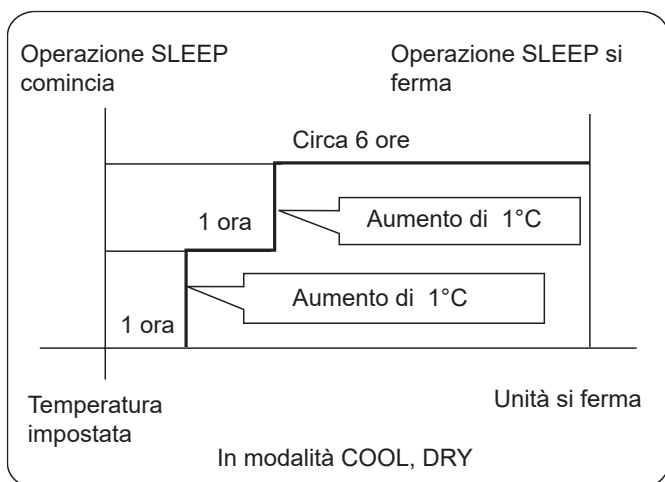 Operazione SLEEP
comincia
Operazione SLEEP si
ferma
Circa 6 ore
1 ora
Aumento di 1°C
Aumento di 1°C
1 ora
Temperatura
impostata
Unità si ferma
In modalità COOL, DRY